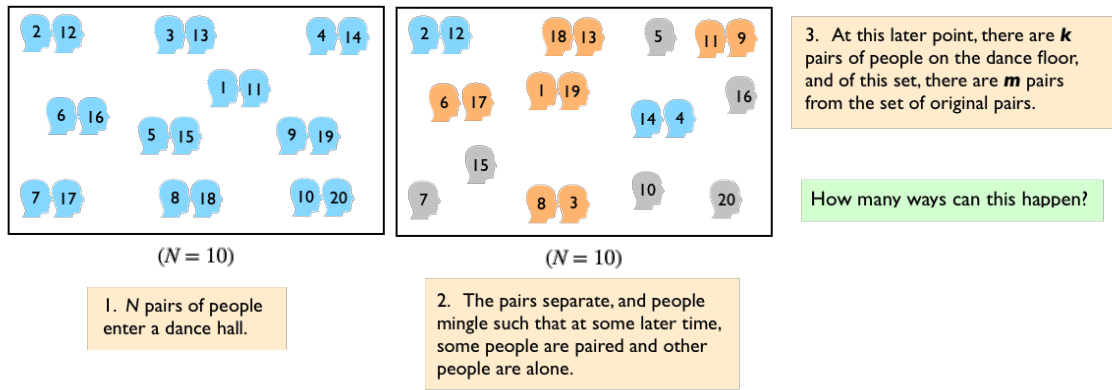 2 12
3 13
4 14
1 11
6 16
5 15
9 19
7 17
8 18
10 20
(N = 10)
1. N pairs of people
enter a dance hall.
2 12
18 13
5
11 9
6 17
1 19
16
14 4
15
7
8 3
10
20
(N = 10)
2. The pairs separate, and people
mingle such that at some later time,
some people are paired and other
people are alone.
3. At this later point, there are k
pairs of people on the dance floor,
and of this set, there are m pairs
from the set of original pairs.
How many ways can this happen?